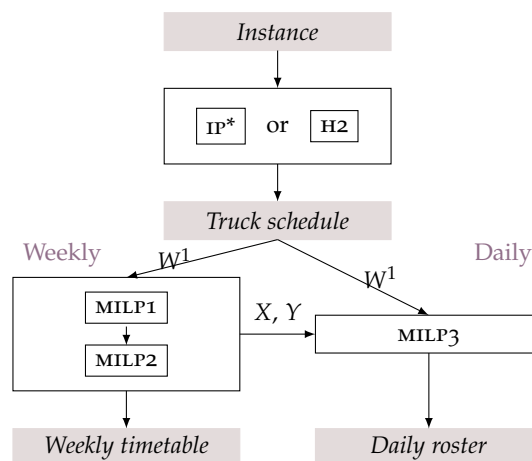 Instance
IP* or H2
Truck schedule
Weekly Daily
W¹ W¹
MILP1
X, Y
MILP2 MILP3
Weekly timetable Daily roster